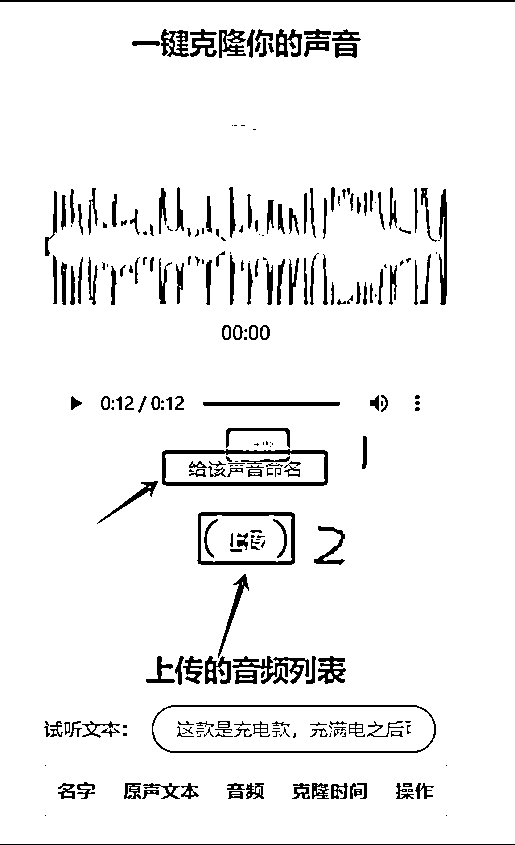 一键克隆你的声音
00:00
0:12 / 0:12
1
给该声音命名
上传
2
上传的音频列表
试听文本：
这款是充电款，充满电之后可
名字 原声文本 音频 克隆时间 操作